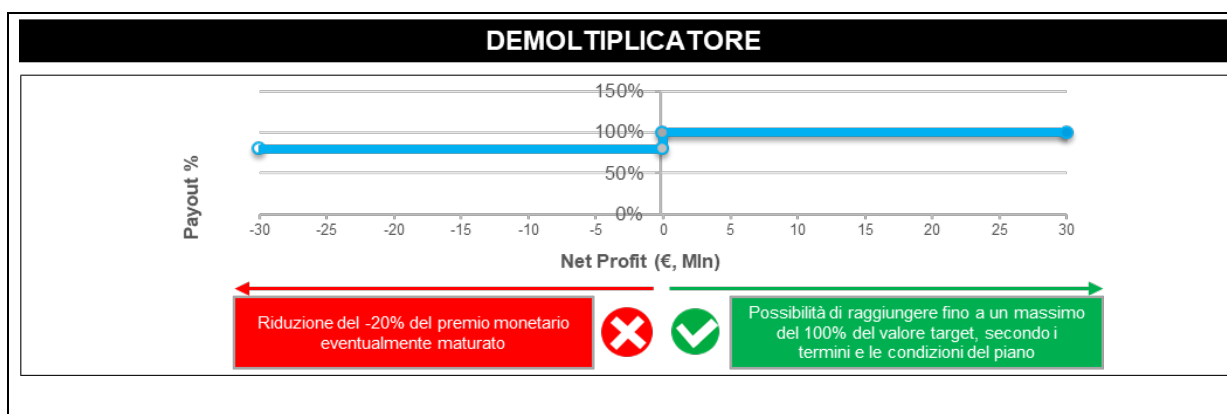 DEMOLTIPLICATORE
150%
100%
50%
0%
Payout %
-30 -25 -20 -15 -10 -5 0 5 10 15 20 25 30
Net Profit (€, Mln)
Riduzione del -20% del premio monetario
eventualmente maturato
Possibilità di raggiungere fino a un massimo
del 100% del valore target, secondo i
termini e le condizioni del piano